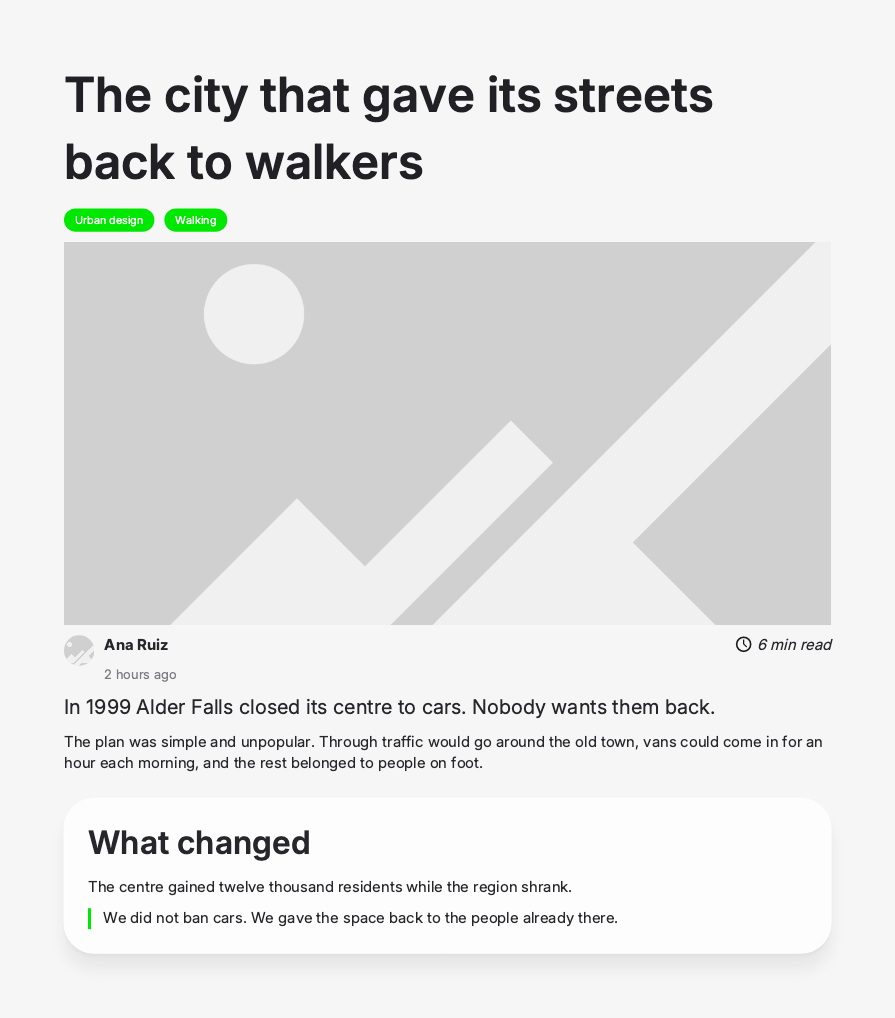 The city that gave its streets
back to walkers
Urban design
Walking
Ana Ruiz
6 min read
2 hours ago
In 1999 Alder Falls closed its centre to cars. Nobody wants them back.
The plan was simple and unpopular. Through traffic would go around the old town, vans could come in for an
hour each morning, and the rest belonged to people on foot.
What changed
The centre gained twelve thousand residents while the region shrank.
We did not ban cars. We gave the space back to the people already there.